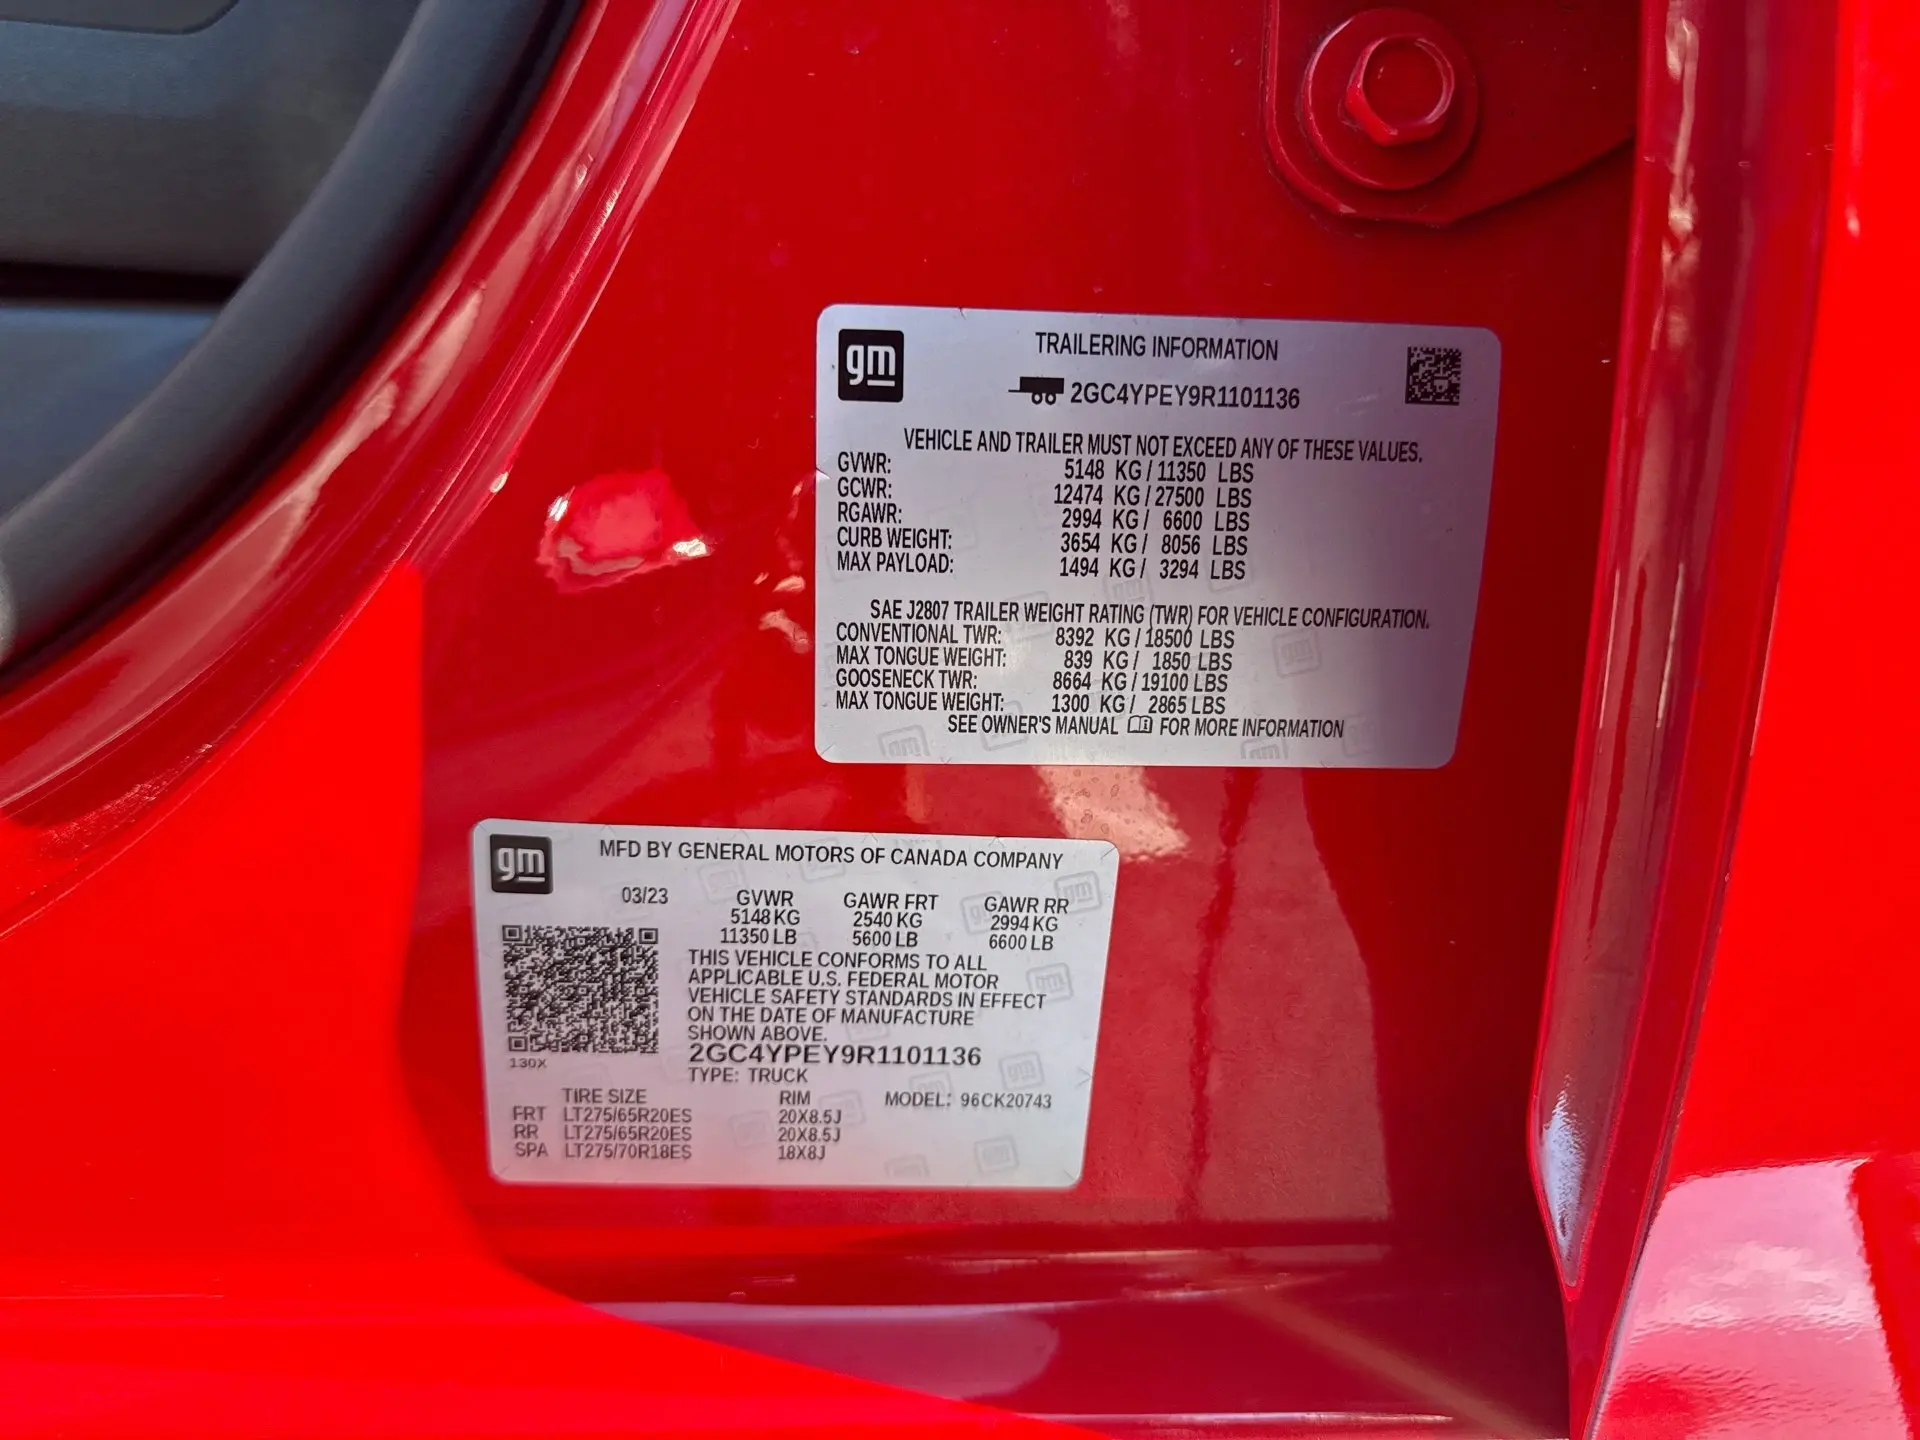 gm
TRAILERING INFORMATION
2GC4YPEY9R1101136
VEHICLE AND TRAILER MUST NOT EXCEED ANY OF THESE VALUES.
GVWR: 5148 KG / 11350 LBS
GCWR: 12474 KG / 27500 LBS
RGAWR: 2994 KG / 6600 LBS
CURB WEIGHT: 3654 KG / 8056 LBS
MAX PAYLOAD: 1494 KG / 3294 LBS
SAE J2807 TRAILER WEIGHT RATING (TWR) FOR VEHICLE CONFIGURATION.
CONVENTIONAL TWR: 8392 KG / 18500 LBS
MAX TONGUE WEIGHT: 839 KG / 1850 LBS
GOOSENECK TWR: 8664 KG / 19100 LBS
MAX TONGUE WEIGHT: 1300 KG / 2865 LBS
SEE OWNER'S MANUAL FOR MORE INFORMATION
gm
MFD BY GENERAL MOTORS OF CANADA COMPANY
03/23 GVWR GAWR FRT GAWR RR
5148 KG 2540 KG 2994 KG
11350 LB 5600 LB 6600 LB
THIS VEHICLE CONFORMS TO ALL
APPLICABLE U.S. FEDERAL MOTOR
VEHICLE SAFETY STANDARDS IN EFFECT
ON THE DATE OF MANUFACTURE
SHOWN ABOVE.
2GC4YPEY9R1101136
130X
TYPE: TRUCK
TIRE SIZE RIM MODEL: 96CK20743
FRT LT275/65R20ES 20X8.5J
RR LT275/65R20ES 20X8.5J
SPA LT275/70R18ES 18X8J